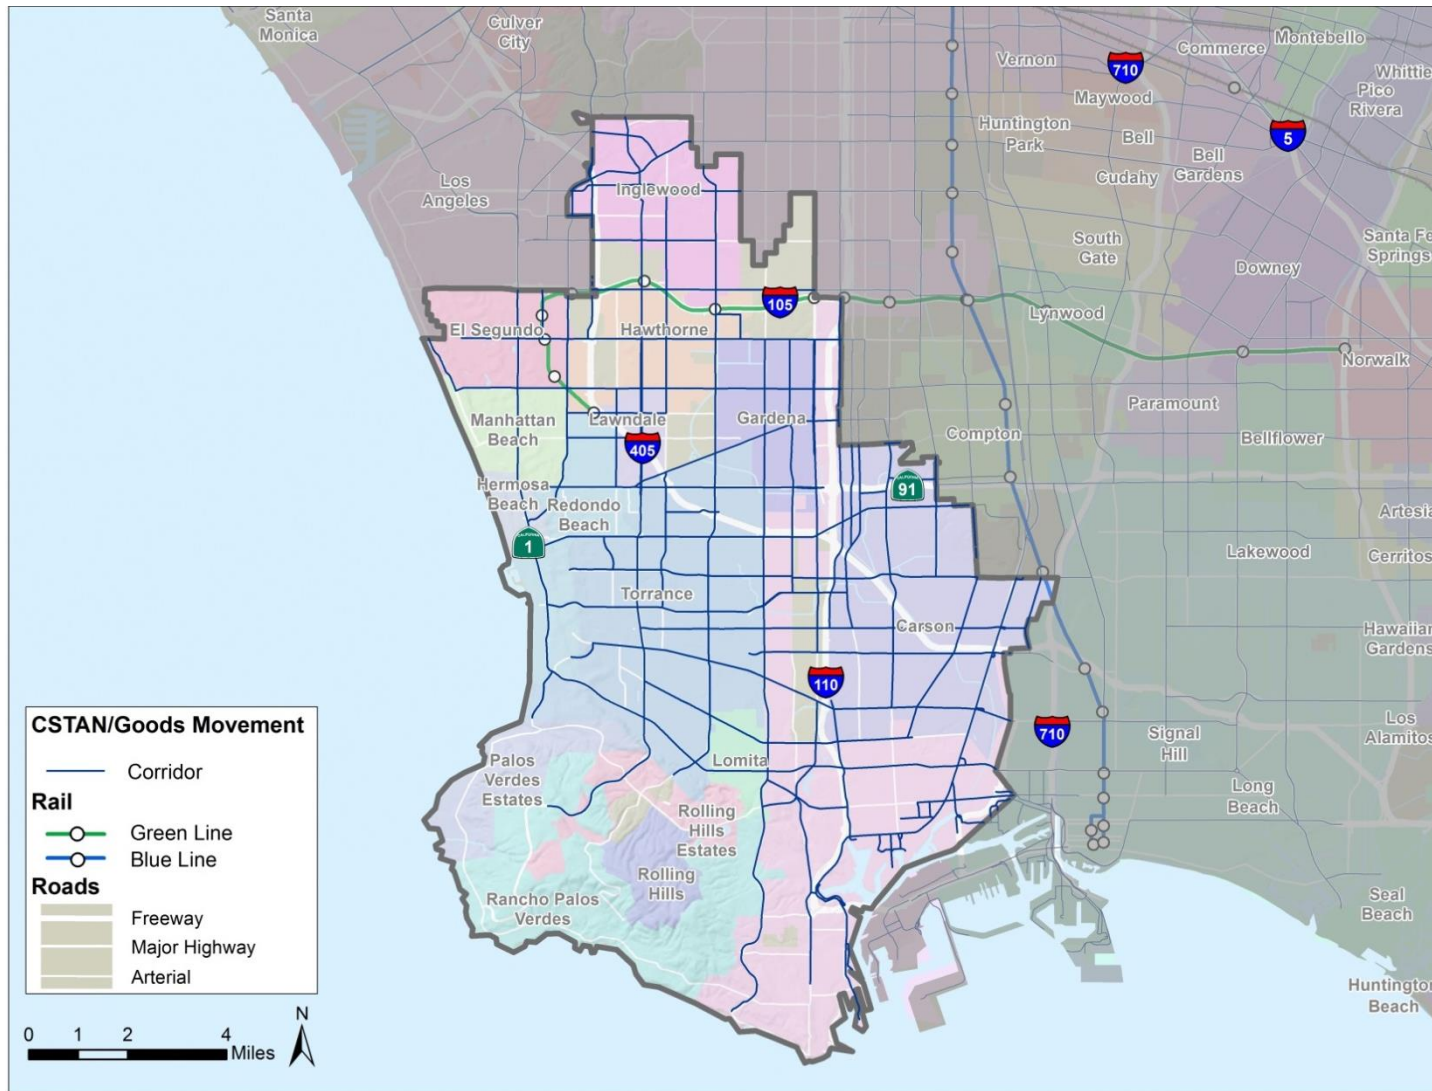 Santa
Monica
Culver
City
Vernon
710
Commerce
Montebello
Maywood
Whittie
Pico
Rivera
Huntington
Park
Bell
5
Bell
Gardens
Cudahy
Los
Angeles
Inglewood
South
Gate
Santa Fe
Springs
Downey
105
Lynwood
El Segundo
Hawthorne
Norwalk
Paramount
Manhattan
Beach
Lawndale
Gardena
Compton
Bellflower
405
91
Hermosa
Beach
Redondo
Beach
Artesia
1
Lakewood
Cerritos
Torrance
Carson
Hawaiian
Gardens
110
710
Signal
Hill
Los
Alamitos
Palos
Verdes
Estates
Lomita
Long
Beach
Rolling
Hills
Estates
Rolling
Hills
Rancho Palos
Verdes
Seal
Beach
Huntington
Beach
CSTAN/Goods Movement
Corridor
Rail
Green Line
Blue Line
Roads
Freeway
Major Highway
Arterial
0 1 2 4
Miles
N